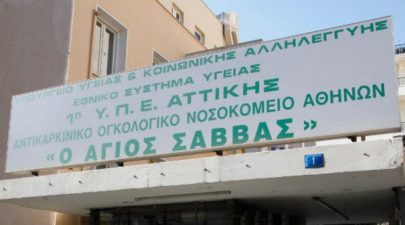 ΥΠΟΥΡΓΕΙΟ ΥΓΕΙΑΣ & ΚΟΙΝΩΝΙΚΗΣ ΑΛΛΗΛΕΓΓΥΗΣ
ΕΘΝΙΚΟ ΣΥΣΤΗΜΑ ΥΓΕΙΑΣ
1η Υ.Π.Ε. ΑΤΤΙΚΗΣ
ΑΝΤΙΚΑΡΚΙΝΙΚΟ ΟΓΚΟΛΟΓΙΚΟ ΝΟΣΟΚΟΜΕΙΟ ΑΘΗΝΩΝ
« Ο ΑΓΙΟΣ ΣΑΒΒΑΣ »